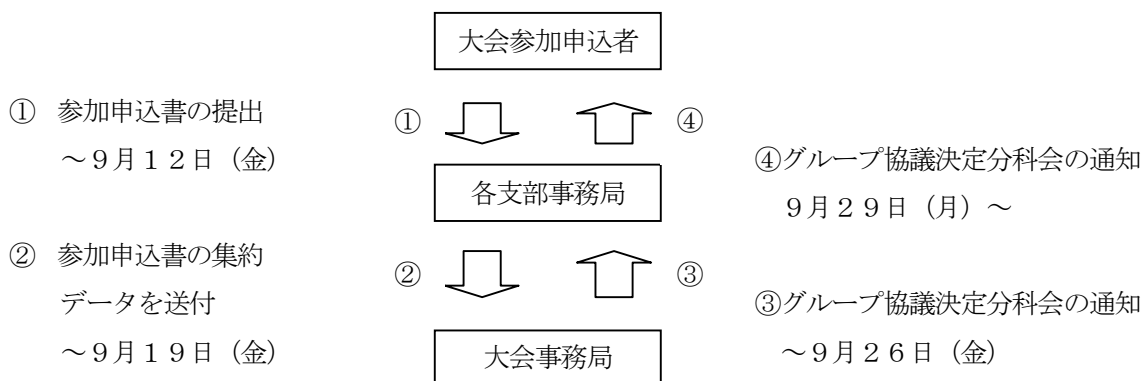 大会参加申込者
① 参加申込書の提出
～９月１２日（金）
①
④
④グループ協議決定分科会の通知
９月２９日（月）～
各支部事務局
② 参加申込書の集約
データを送付
～９月１９日（金）
②
③
③グループ協議決定分科会の通知
～９月２６日（金）
大会事務局